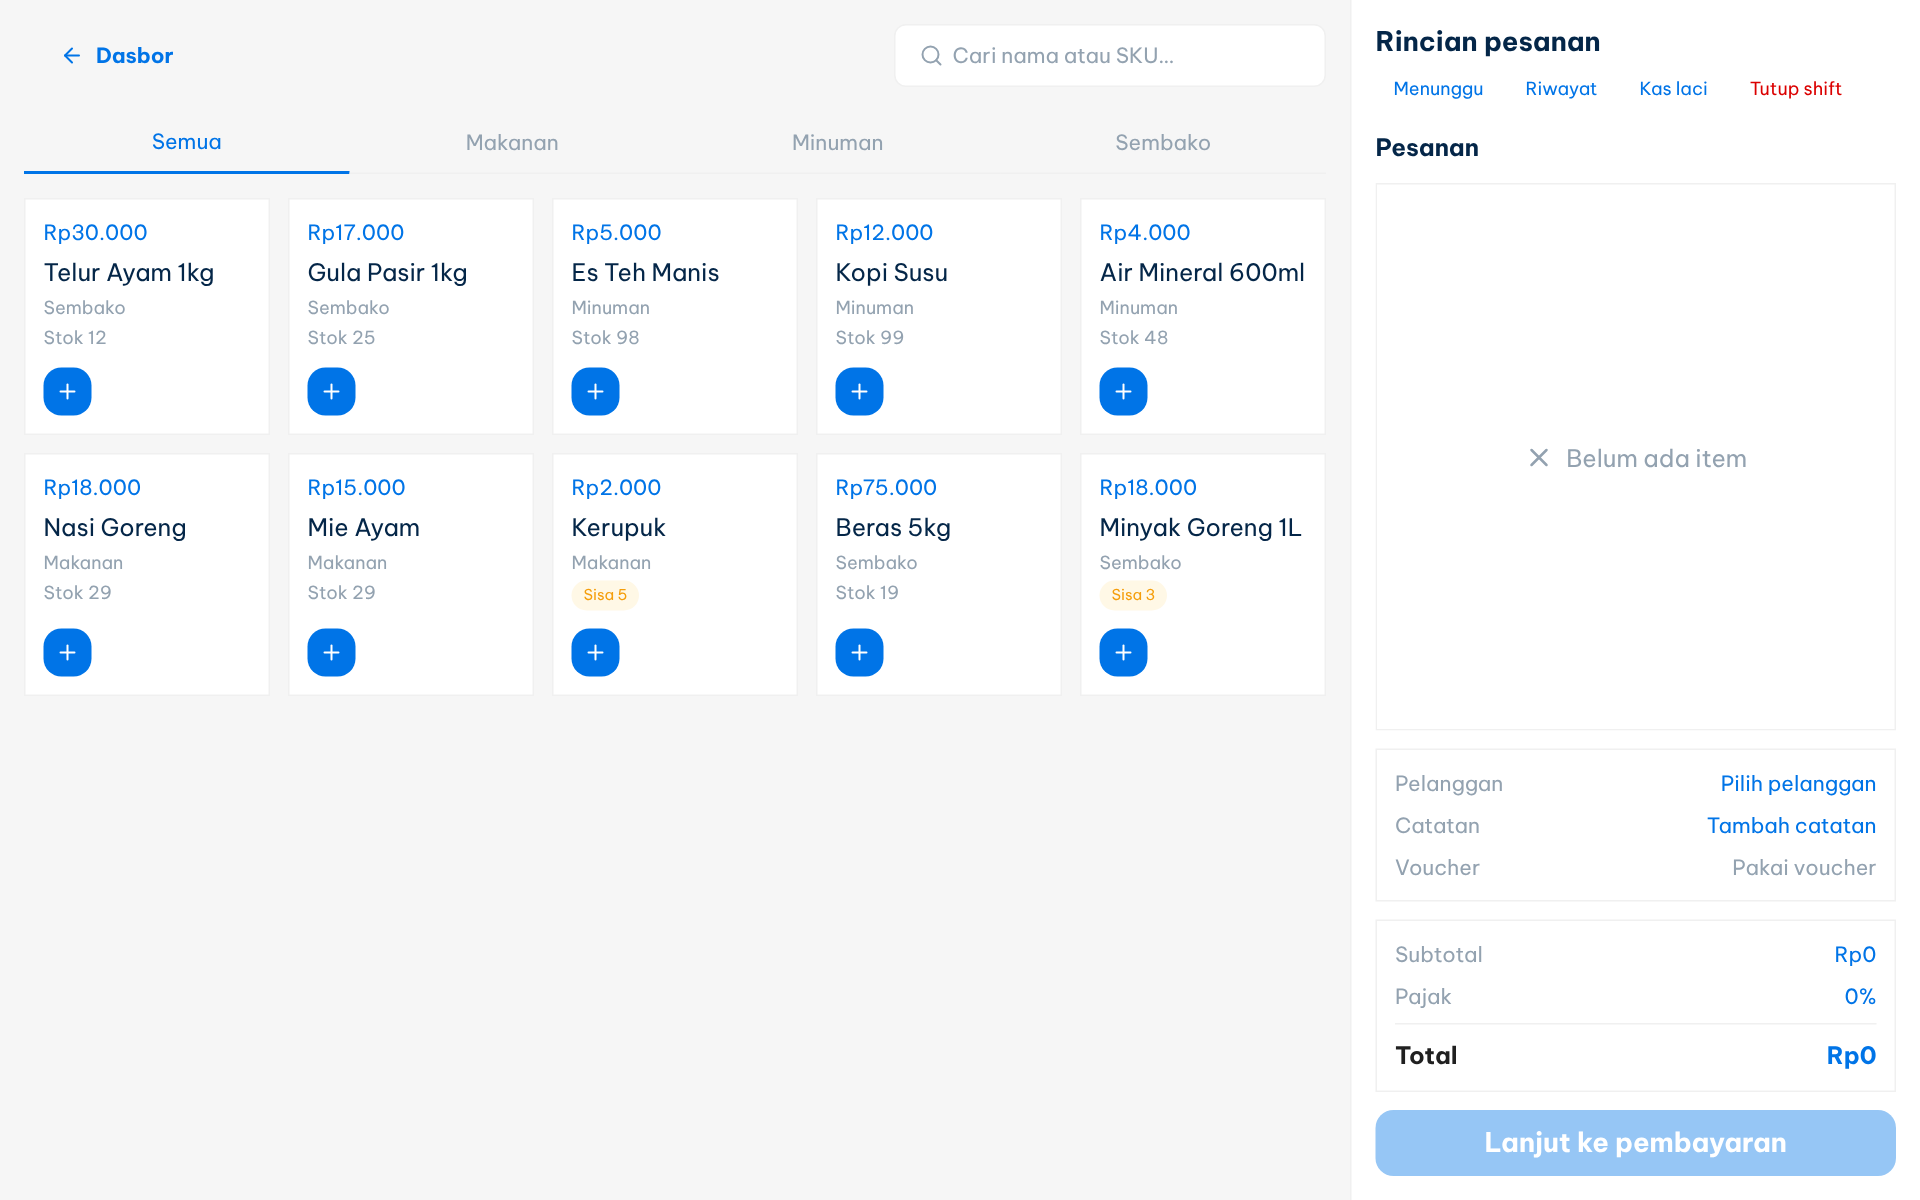 Dasbor
Cari nama atau SKU...
Semua
Makanan
Minuman
Sembako
Rp30.000
Telur Ayam 1kg
Sembako
Stok 12
Rp17.000
Gula Pasir 1kg
Sembako
Stok 25
Rp5.000
Es Teh Manis
Minuman
Stok 98
Rp12.000
Kopi Susu
Minuman
Stok 99
Rp4.000
Air Mineral 600ml
Minuman
Stok 48
Rp18.000
Nasi Goreng
Makanan
Stok 29
Rp15.000
Mie Ayam
Makanan
Stok 29
Rp2.000
Kerupuk
Makanan
Sisa 5
Rp75.000
Beras 5kg
Sembako
Stok 19
Rp18.000
Minyak Goreng 1L
Sembako
Sisa 3
Rincian pesanan
Menunggu
Riwayat
Kas laci
Tutup shift
Pesanan
Belum ada item
Pelanggan Pilih pelanggan
Catatan Tambah catatan
Voucher Pakai voucher
Subtotal Rp0
Pajak 0%
Total Rp0
Lanjut ke pembayaran